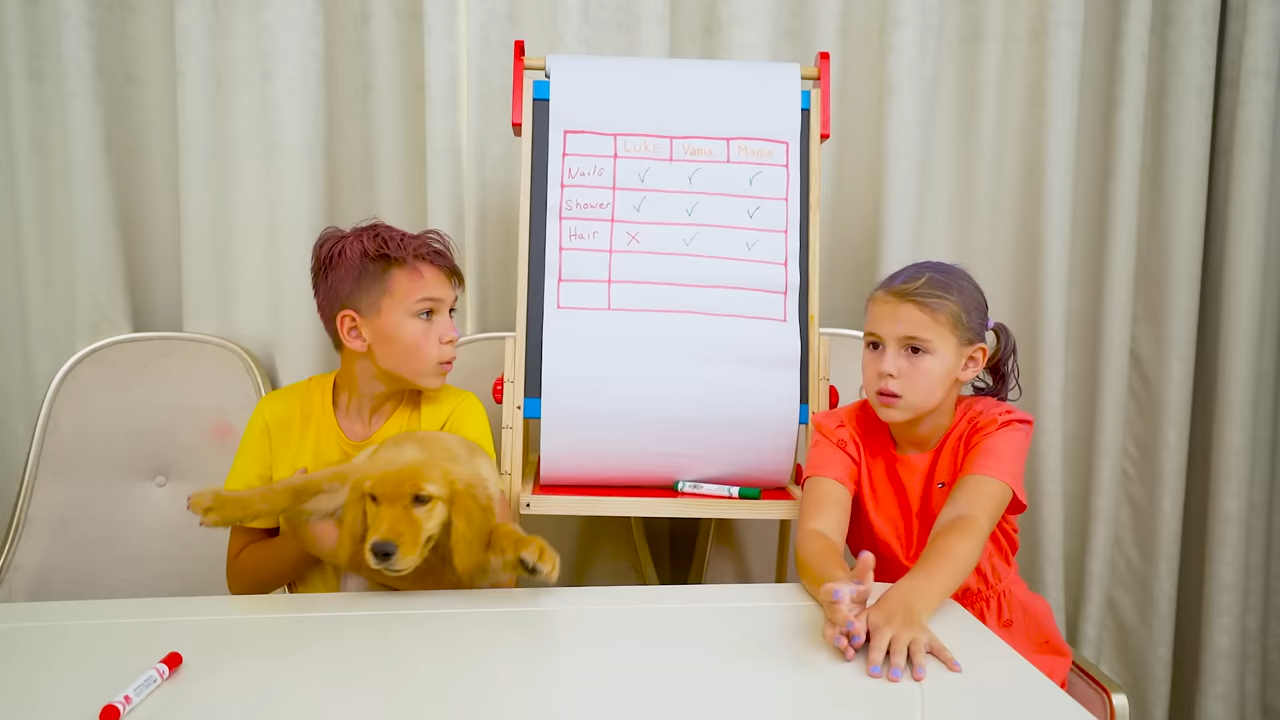 LUKE Vania Mania
Nails ✓ ✓ ✓
Shower ✓ ✓ ✓
Hair X ✓ ✓